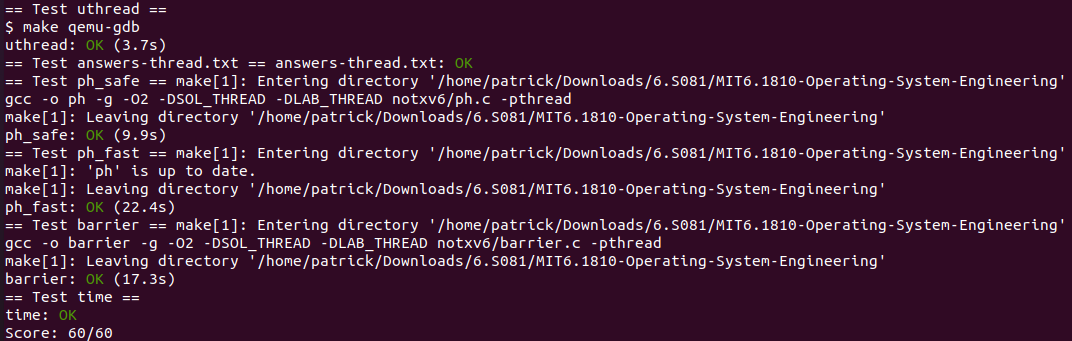 == Test uthread ==
$ make qemu-gdb
uthread: OK (3.7s)
== Test answers-thread.txt == answers-thread.txt: OK
== Test ph_safe == make[1]: Entering directory '/home/patrick/Downloads/6.S081/MIT6.1810-Operating-System-Engineering'
gcc -o ph -g -O2 -DSOL_THREAD -DLAB_THREAD notxv6/ph.c -pthread
make[1]: Leaving directory '/home/patrick/Downloads/6.S081/MIT6.1810-Operating-System-Engineering'
ph_safe: OK (9.9s)
== Test ph_fast == make[1]: Entering directory '/home/patrick/Downloads/6.S081/MIT6.1810-Operating-System-Engineering'
make[1]: 'ph' is up to date.
make[1]: Leaving directory '/home/patrick/Downloads/6.S081/MIT6.1810-Operating-System-Engineering'
ph_fast: OK (22.4s)
== Test barrier == make[1]: Entering directory '/home/patrick/Downloads/6.S081/MIT6.1810-Operating-System-Engineering'
gcc -o barrier -g -O2 -DSOL_THREAD -DLAB_THREAD notxv6/barrier.c -pthread
make[1]: Leaving directory '/home/patrick/Downloads/6.S081/MIT6.1810-Operating-System-Engineering'
barrier: OK (17.3s)
== Test time ==
time: OK
Score: 60/60